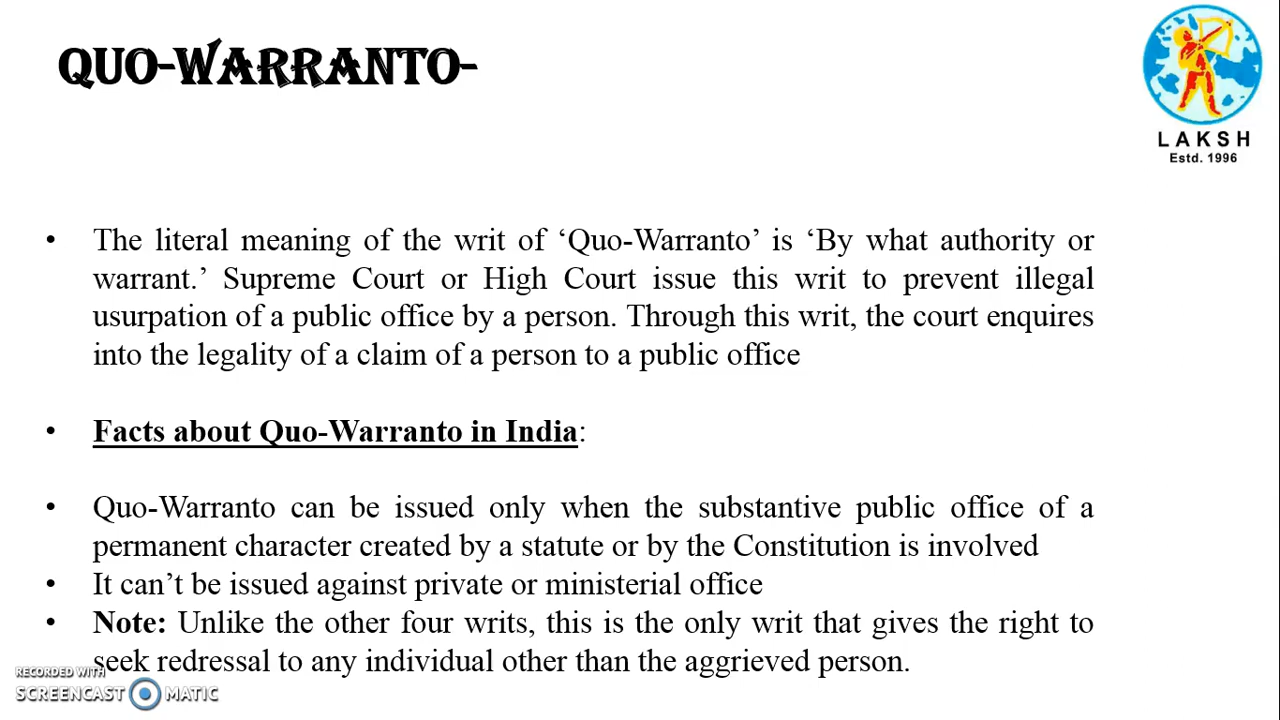 QUO-WARRANTO-
LAKSH
Estd. 1996
• The literal meaning of the writ of ‘Quo-Warranto’ is ‘By what authority or
warrant.’ Supreme Court or High Court issue this writ to prevent illegal
usurpation of a public office by a person. Through this writ, the court enquires
into the legality of a claim of a person to a public office
• Facts about Quo-Warranto in India:
• Quo-Warranto can be issued only when the substantive public office of a
permanent character created by a statute or by the Constitution is involved
• It can’t be issued against private or ministerial office
• Note: Unlike the other four writs, this is the only writ that gives the right to
seek redressal to any individual other than the aggrieved person.
RECORDED WITH
SCREENCAST MATIC